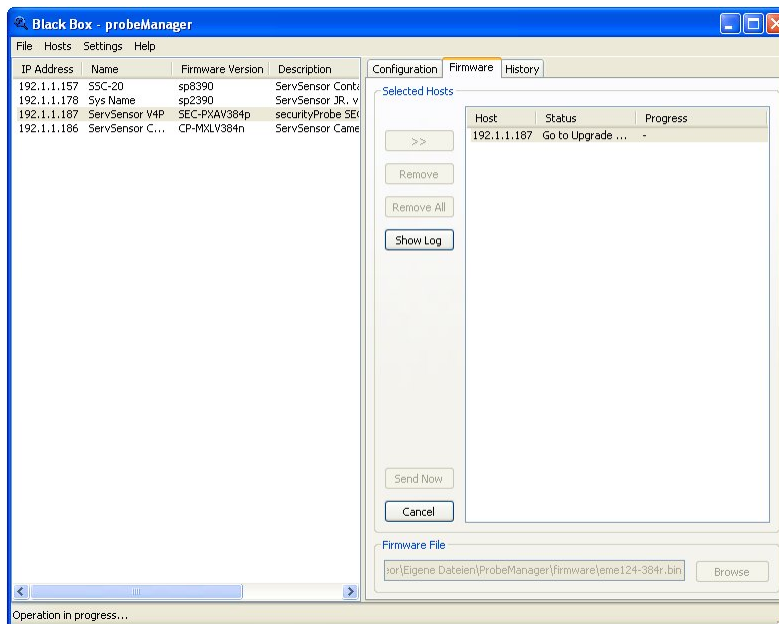 Black Box - probeManager
File Hosts Settings Help
IP Address Name Firmware Version Description
192.1.1.157 SSC-20 sp8390 ServSensor Conta
192.1.1.178 Sys Name sp2390 ServSensor JR. v
192.1.1.187 ServSensor V4P SEC-PXAV384p securityProbe SEC
192.1.1.186 ServSensor C... CP-MXLV384n ServSensor Came
Configuration Firmware History
Selected Hosts
>>
Remove
Remove All
Show Log
Send Now
Cancel
Host Status Progress
192.1.1.187 Go to Upgrade ... -
Firmware File
sor\Eigene Dateien\ProbeManager\firmware\eme124-384r.bin
Browse
Operation in progress...